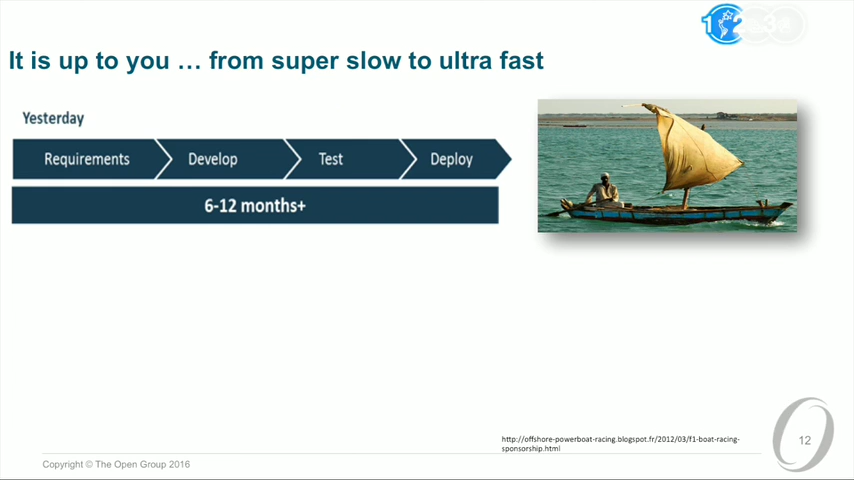 It is up to you … from super slow to ultra fast
Yesterday
Requirements
Develop
Test
Deploy
6-12 months+
http://offshore-powerboat-racing.blogspot.fr/2012/03/f1-boat-racing-
sponsorship.html
12
Copyright © The Open Group 2016